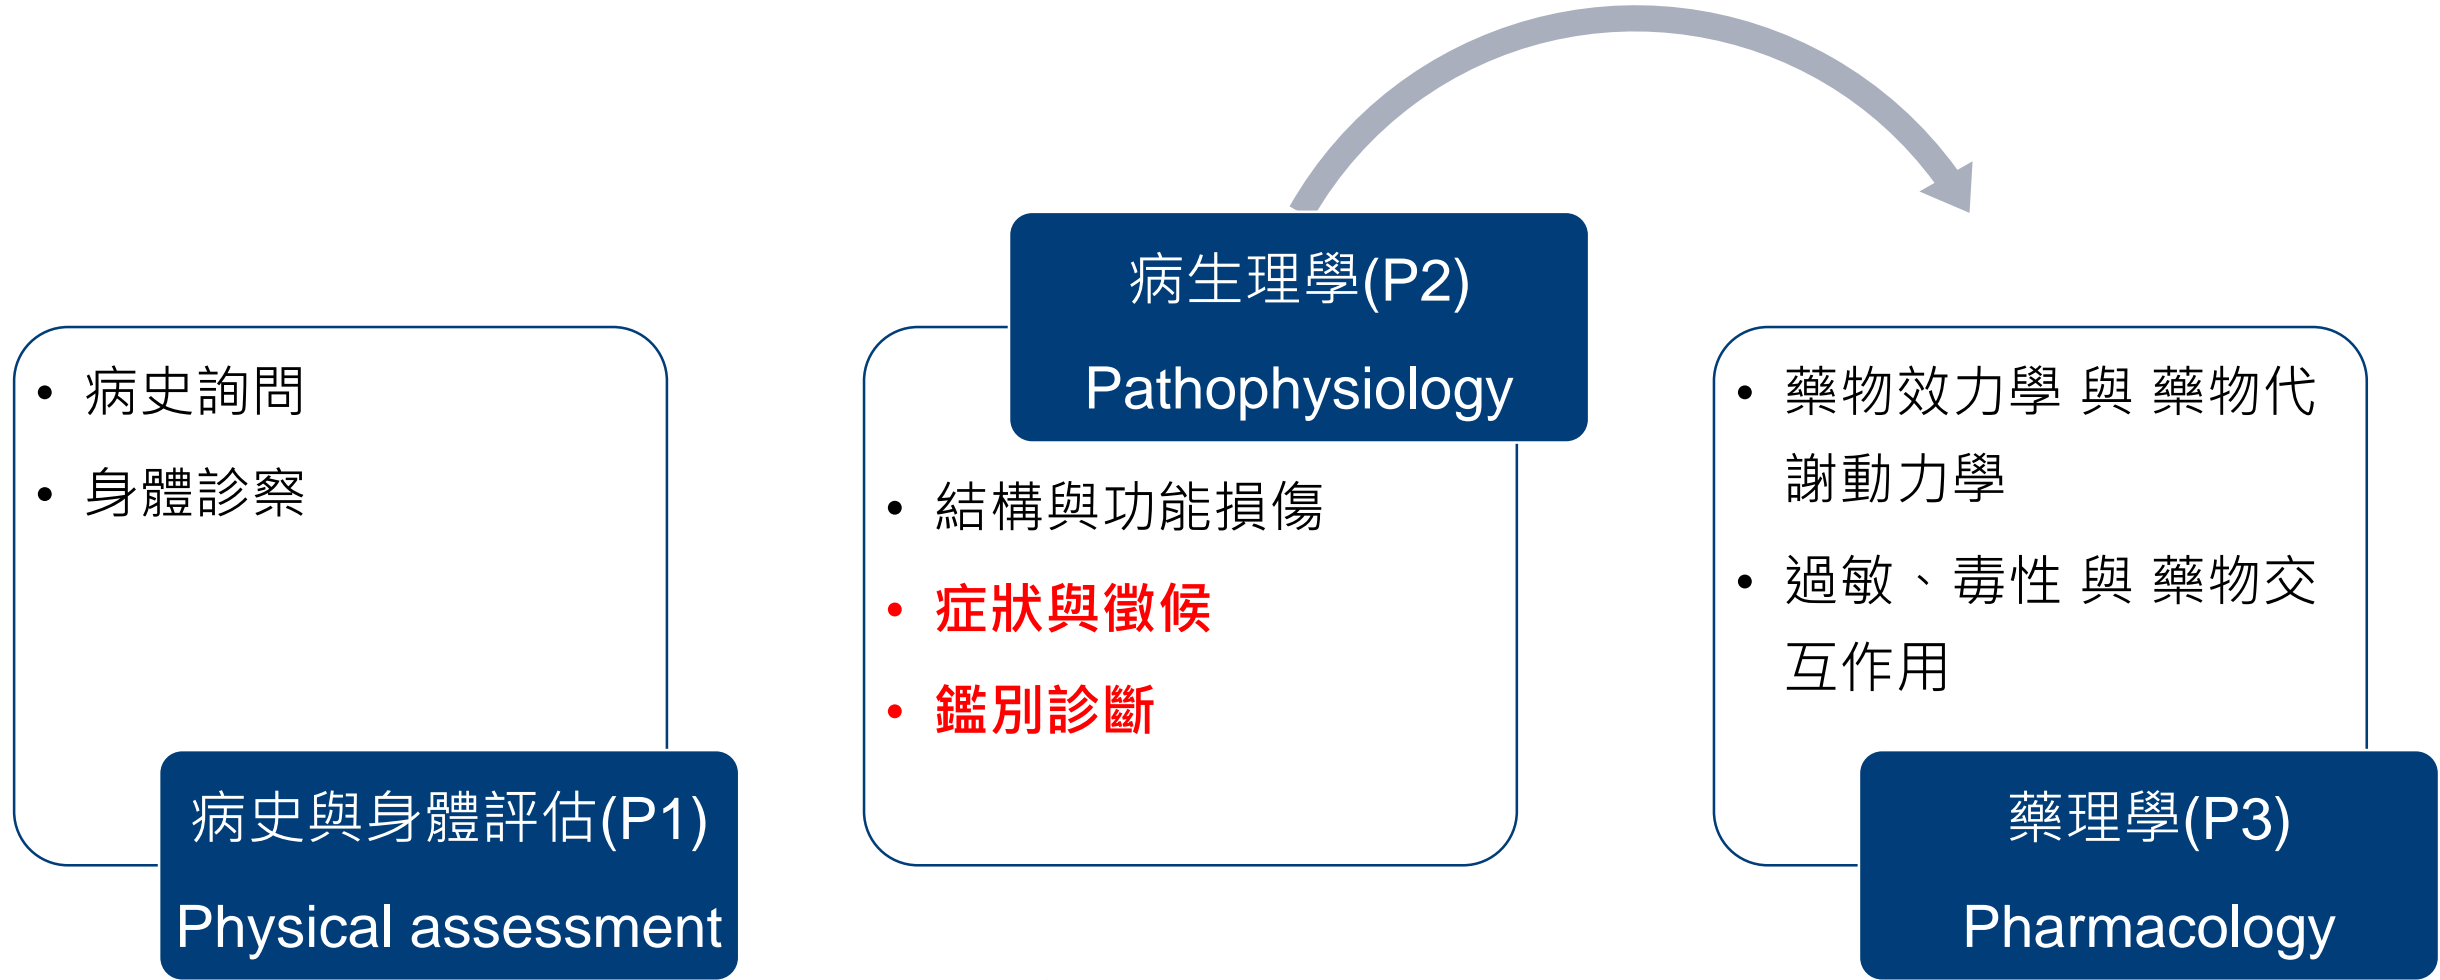 • 病史詢問
• 身體診察
病史與身體評估(P1)
Physical assessment
病生理學(P2)
Pathophysiology
• 結構與功能損傷
• 症狀與徵候
• 鑑別診斷
• 藥物效力學 與 藥物代
謝動力學
• 過敏、毒性 與 藥物交
互作用
藥理學(P3)
Pharmacology